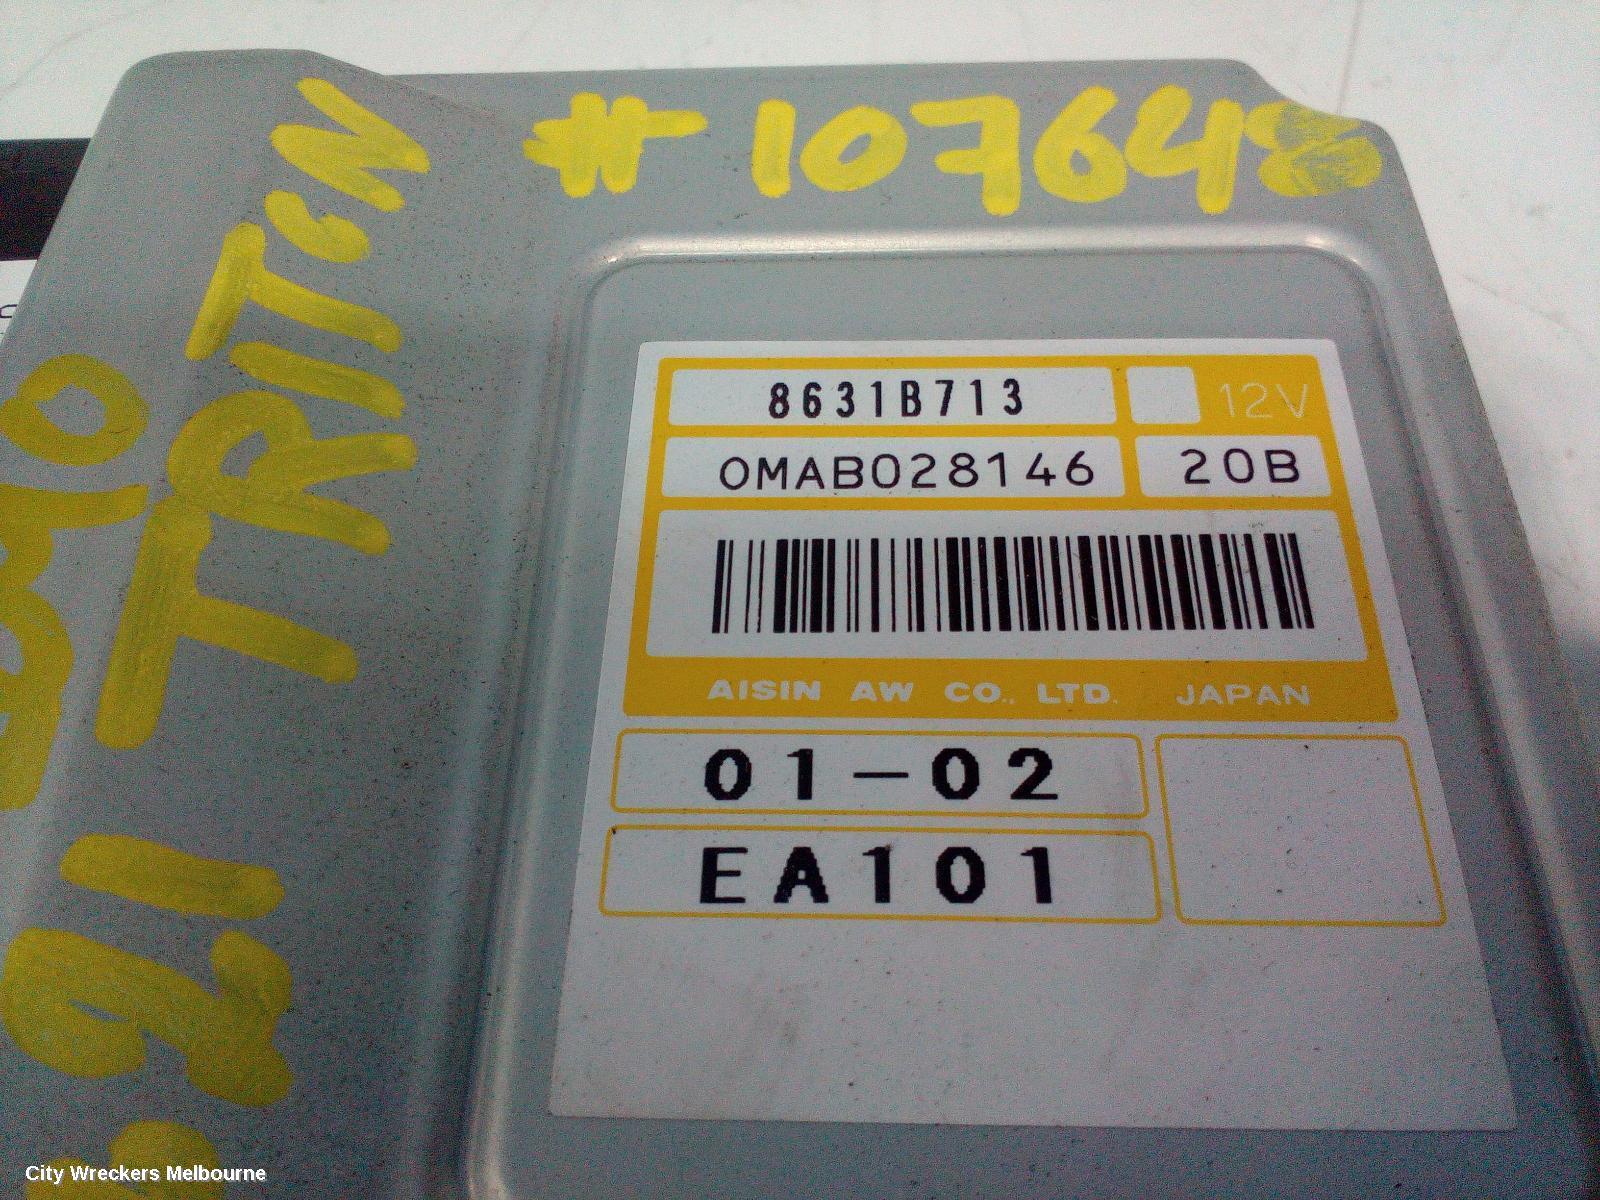 # 107648
TRITON
8631B713
12V
0MAB028146
20B
AISIN AW CO., LTD. JAPAN
01-02
EA101
City Wreckers Melbourne